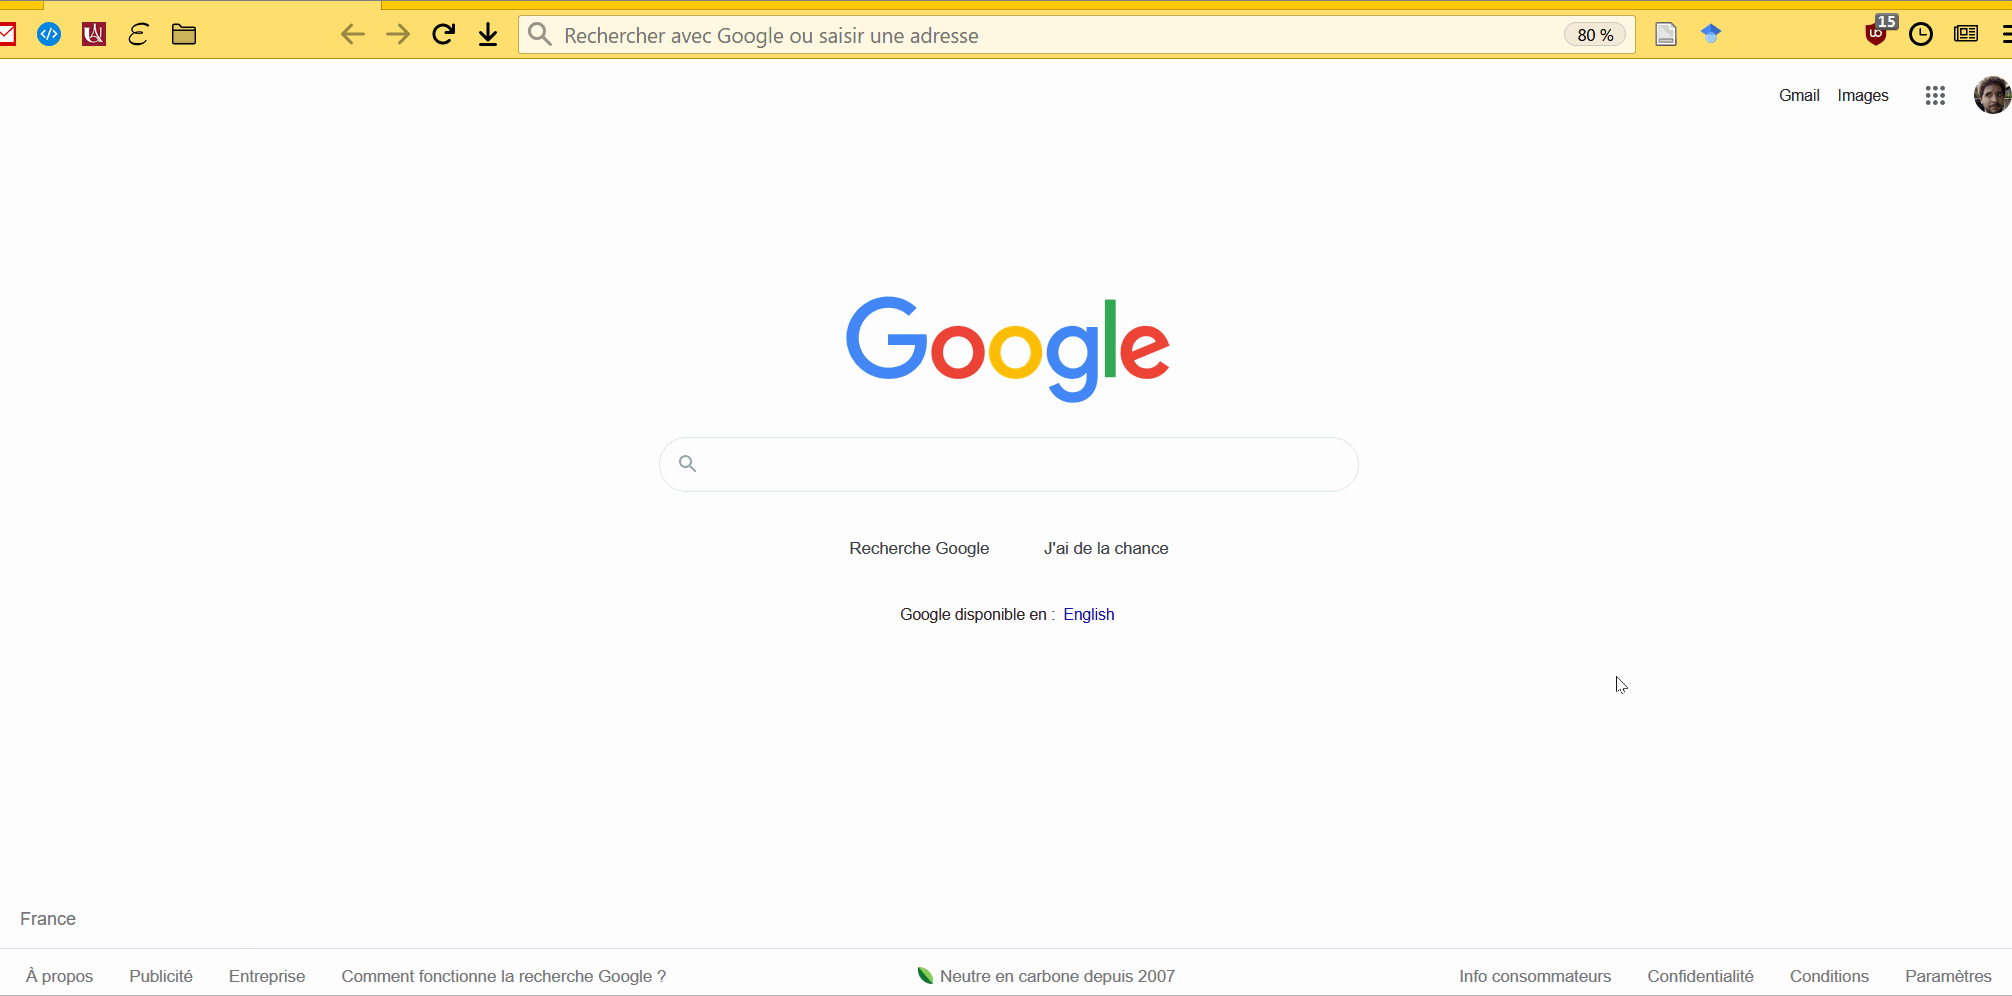 Rechercher avec Google ou saisir une adresse
80 %
15
Gmail Images
Google
Recherche Google J'ai de la chance
Google disponible en : English
France
À propos Publicité Entreprise Comment fonctionne la recherche Google ? Neutre en carbone depuis 2007 Info consommateurs Confidentialité Conditions Paramètres